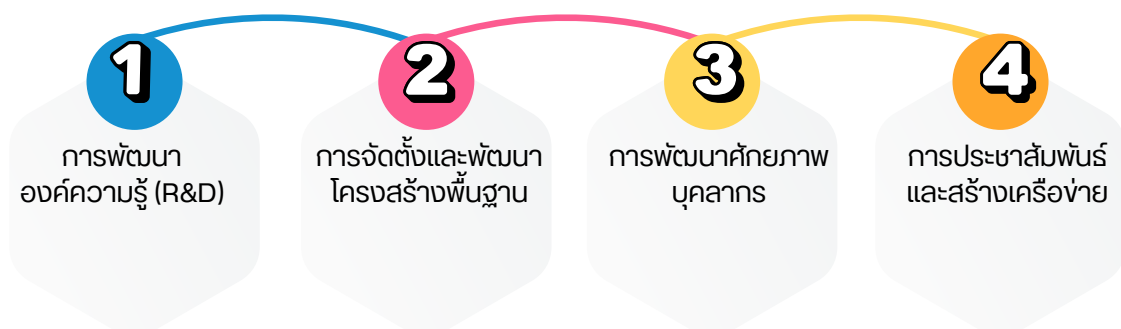 1
การพัฒนา
องค์ความรู้ (R&D)
2
การจัดตั้งและพัฒนา
โครงสร้างพื้นฐาน
3
การพัฒนาศักยภาพ
บุคลากร
4
การประชาสัมพันธ์
และสร้างเครือข่าย